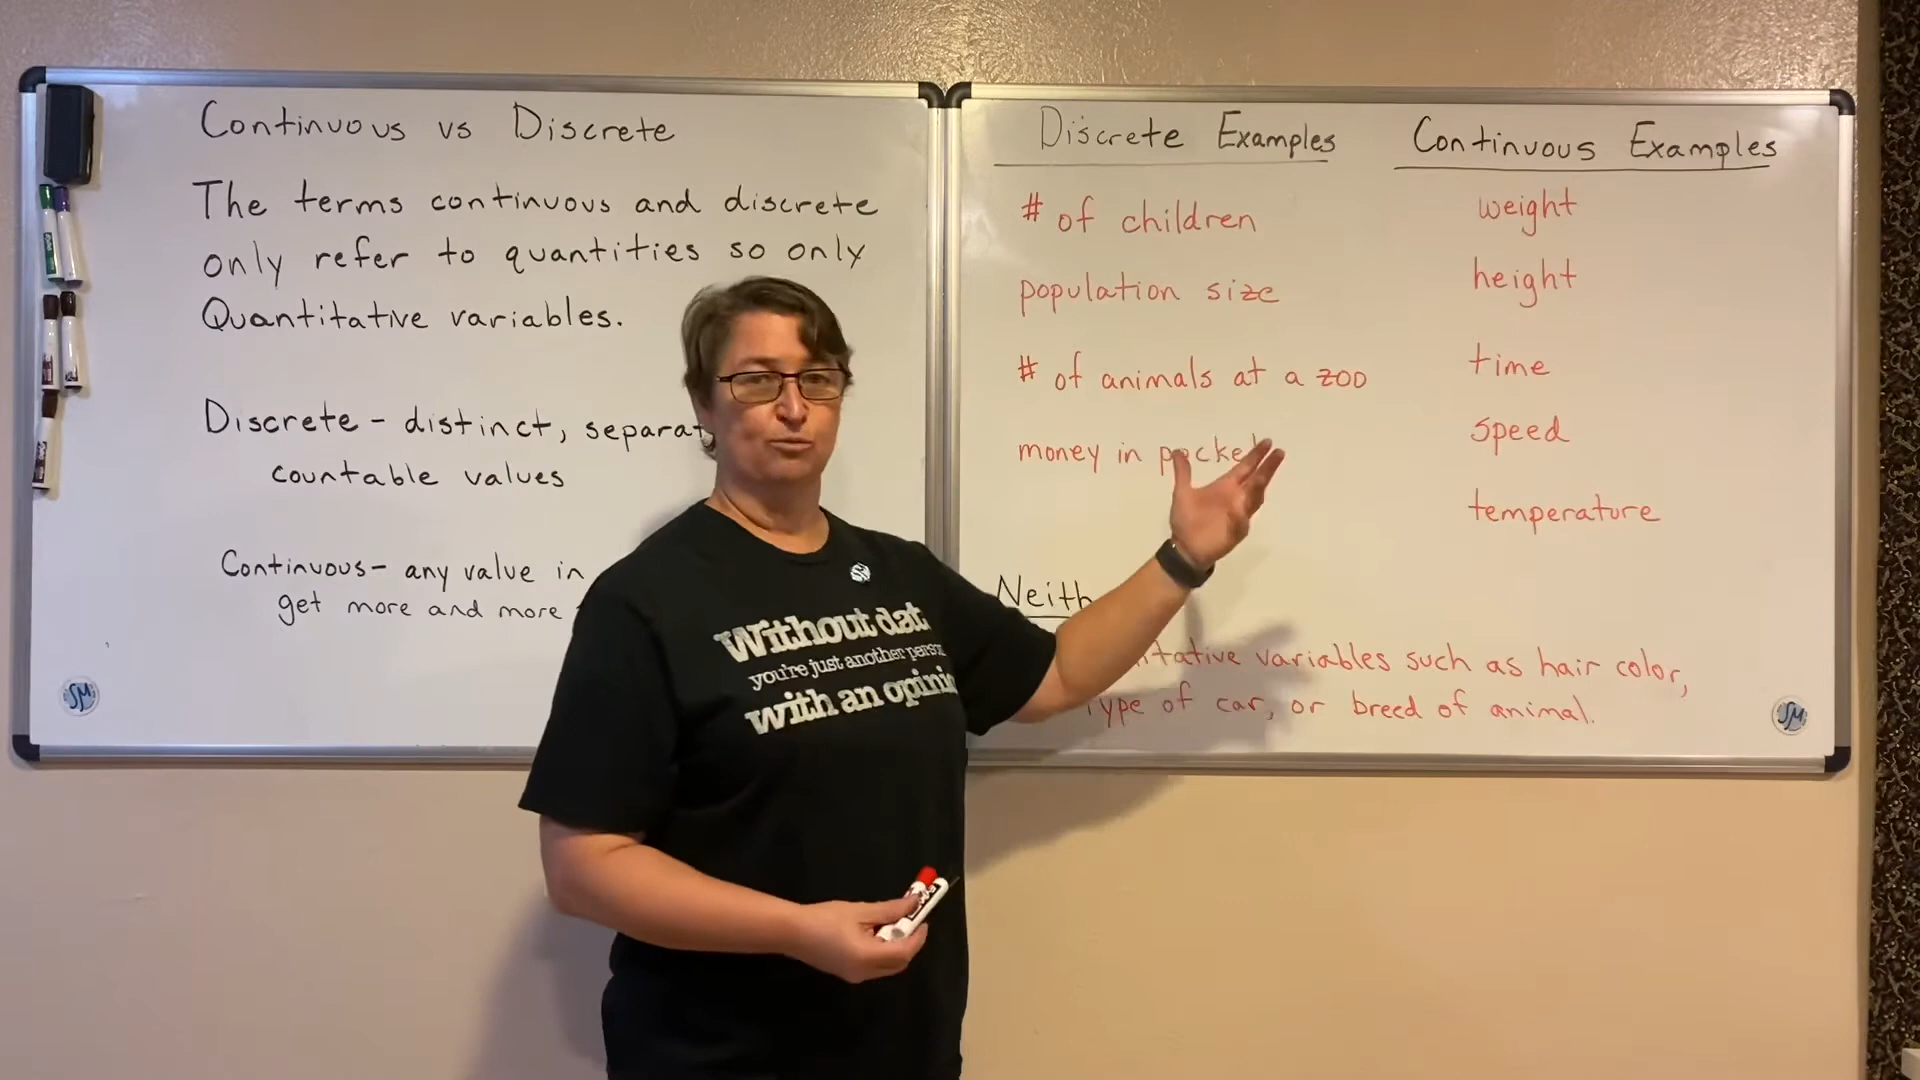 Continuous vs Discrete
The terms continuous and discrete
only refer to quantities so only
Quantitative variables.
Discrete - distinct,
countable values
Continuous- any value in
get more and more
Discrete Examples
# of children
population size
# of animals at a zoo
money in
Continuous Examples
weight
height
time
speed
temperature
variables such as hair color,
Type of car, or breed of animal.
Without
you're just another
with an
SM
SM